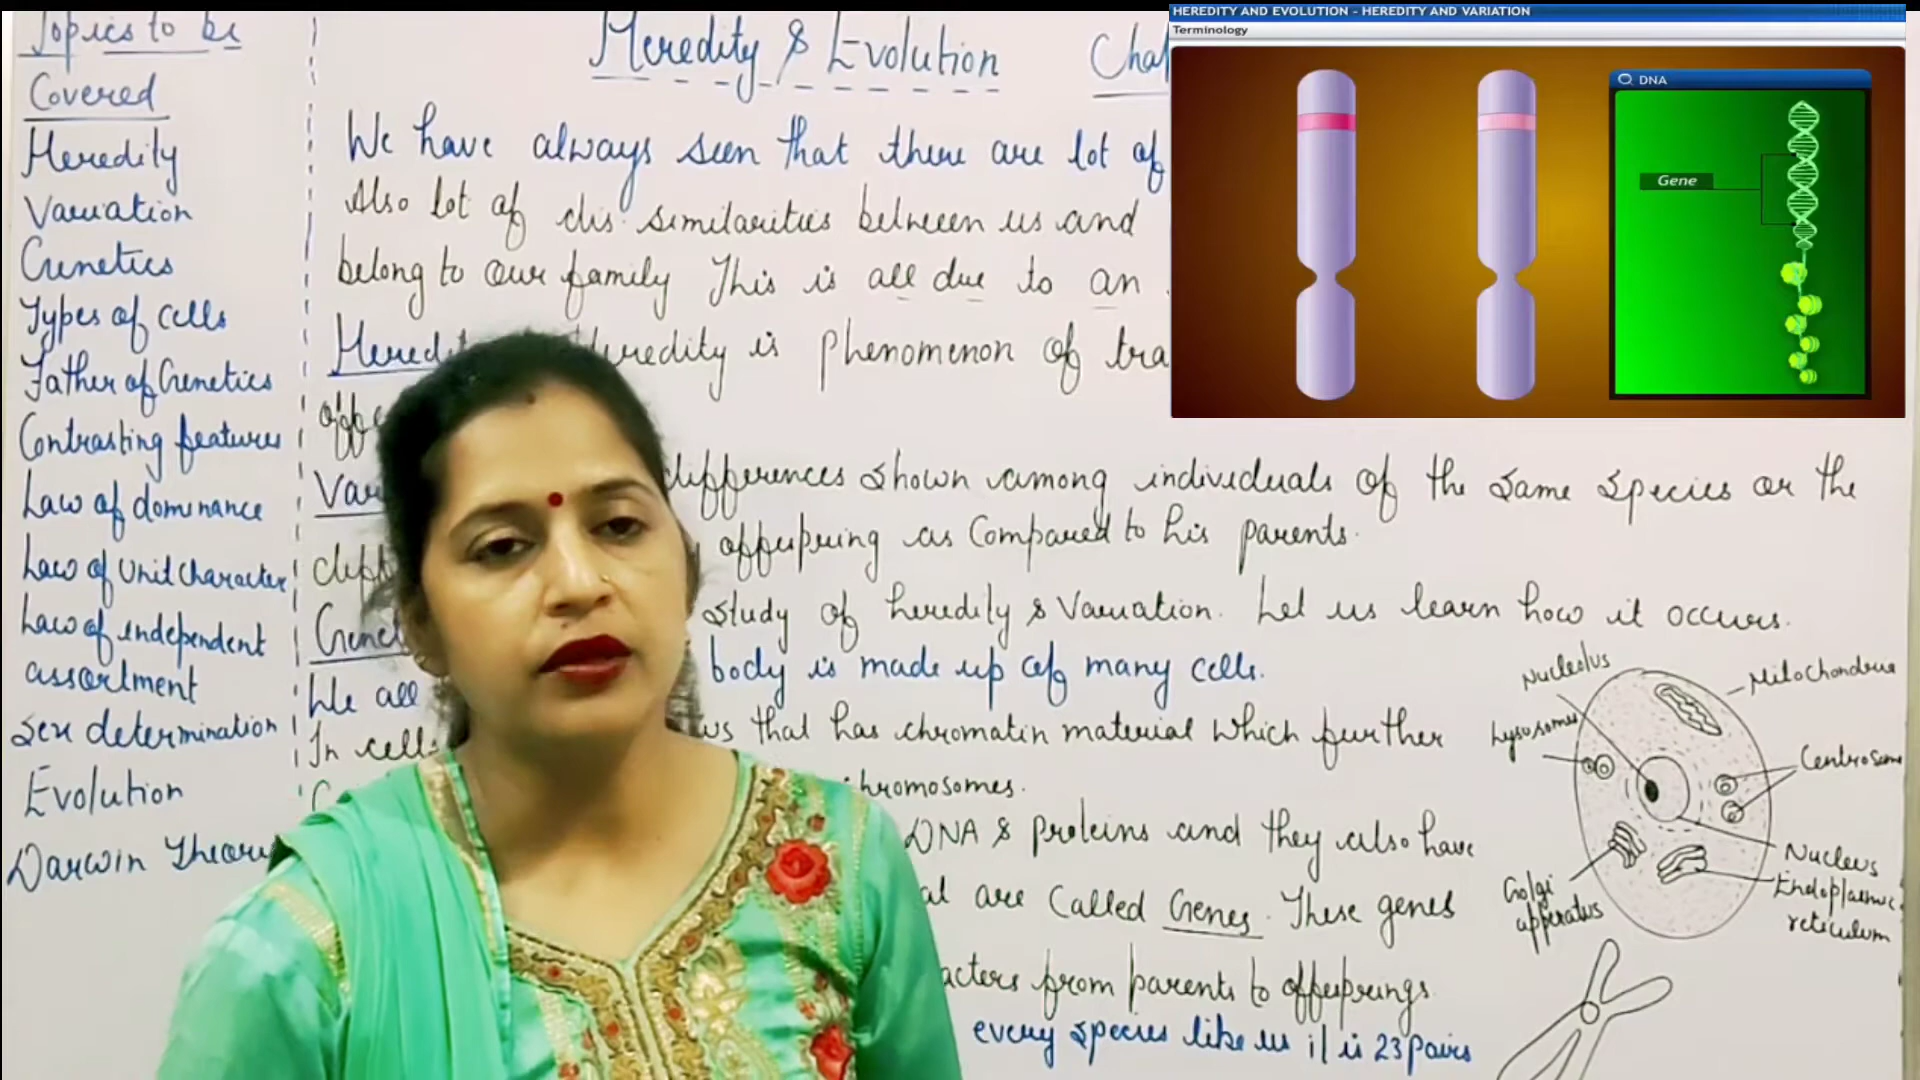 Topics to be
Covered
Heredity
Variation
Genetics
Types of cells
Father of Genetics
Contrasting features
Law of dominance
Law of Unit Character
Law of independent
assortment
Sex determination
Evolution
Darwin Theory
Heredity & Evolution
We have always seen that there are lot of
Also lot of dis similarities between us and
belong to our family This is all due to an
Heredity is phenomenon of
differences shown among individuals of the same species or the
offspring as Compared to his parents.
study of heredity & Variation. Let us learn how it occurs.
We all body is made up of many cells.
In cells that has chromatin material which further
chromosomes.
DNA & proteins and they also have
are Called Genes. These genes
from parents to offsprings.
every species like us it is 23 pairs
HEREDITY AND EVOLUTION - HEREDITY AND VARIATION
Terminology
DNA
Gene
Nucleolus
Mitochondria
Lysosomes
Centrosome
Nucleus
Golgi
apparatus
Endoplasmic
reticulum